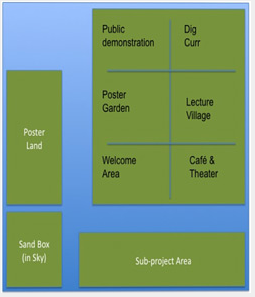 Public
demonstration
Dig
Curr
Poster
Garden
Lecture
Village
Welcome
Area
Café &
Theater
Poster
Land
Sand Box
(in Sky)
Sub-project Area